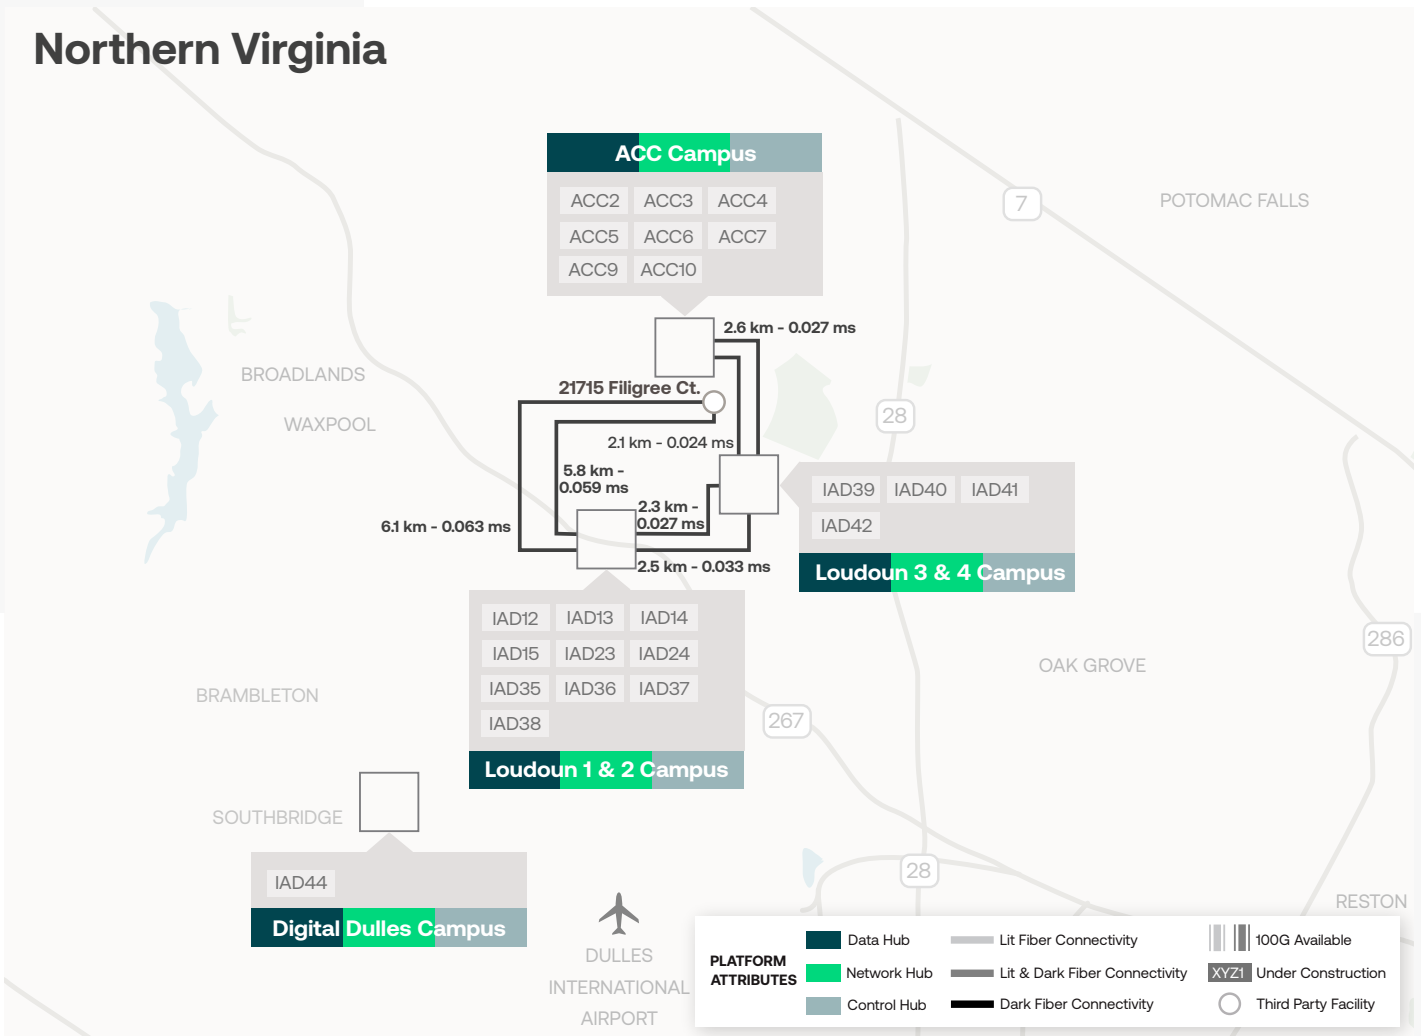 Northern Virginia
ACC Campus
ACC2 ACC3 ACC4
ACC5 ACC6 ACC7
ACC9 ACC10
7
POTOMAC FALLS
2.6 km - 0.027 ms
BROADLANDS
21715 Filigree Ct.
WAXPOOL
28
2.1 km - 0.024 ms
5.8 km -
0.059 ms
2.3 km -
0.027 ms
6.1 km - 0.063 ms
2.5 km - 0.033 ms
IAD39 IAD40 IAD41
IAD42
Loudoun 3 & 4 Campus
IAD12 IAD13 IAD14
IAD15 IAD23 IAD24
IAD35 IAD36 IAD37
IAD38
Loudoun 1 & 2 Campus
286
OAK GROVE
BRAMBLETON
267
SOUTHBRIDGE
IAD44
Digital Dulles Campus
28
RESTON
DULLES
INTERNATIONAL
AIRPORT
PLATFORM
ATTRIBUTES
Data Hub
Network Hub
Control Hub
Lit Fiber Connectivity
Lit & Dark Fiber Connectivity
Dark Fiber Connectivity
100G Available
XYZ1 Under Construction
Third Party Facility